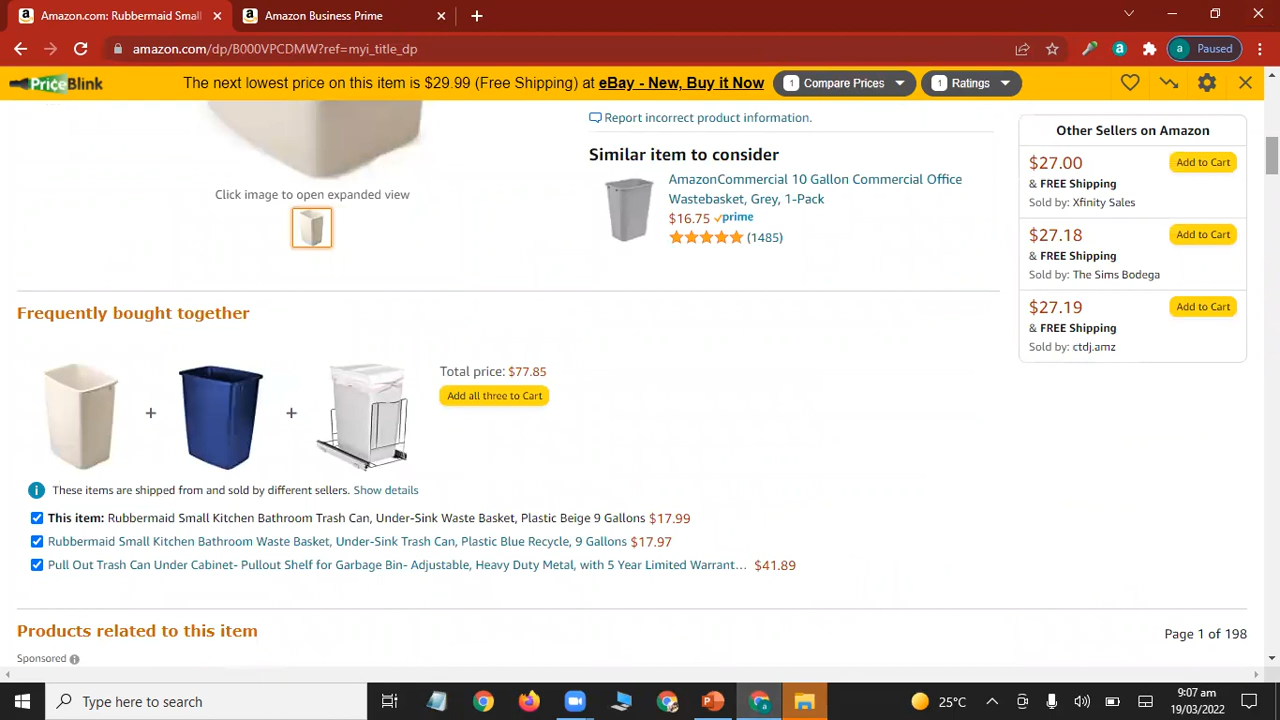 Amazon.com: Rubbermaid Small
Amazon Business Prime
amazon.com/dp/B000VPCDMW?ref=myi_title_dp
a
Paused
PriceBlink
The next lowest price on this item is $29.99 (Free Shipping) at eBay - New, Buy it Now
1 Compare Prices
1 Ratings
Report incorrect product information.
Similar item to consider
AmazonCommercial 10 Gallon Commercial Office
Wastebasket, Grey, 1-Pack
$16.75 prime
(1485)
Click image to open expanded view
Other Sellers on Amazon
$27.00
Add to Cart
& FREE Shipping
Sold by: Xfinity Sales
$27.18
Add to Cart
& FREE Shipping
Sold by: The Sims Bodega
$27.19
Add to Cart
& FREE Shipping
Sold by: ctdj.amz
Frequently bought together
+
+
Total price: $77.85
Add all three to Cart
These items are shipped from and sold by different sellers. Show details
This item: Rubbermaid Small Kitchen Bathroom Trash Can, Under-Sink Waste Basket, Plastic Beige 9 Gallons $17.99
Rubbermaid Small Kitchen Bathroom Waste Basket, Under-Sink Trash Can, Plastic Blue Recycle, 9 Gallons $17.97
Pull Out Trash Can Under Cabinet- Pullout Shelf for Garbage Bin- Adjustable, Heavy Duty Metal, with 5 Year Limited Warrant… $41.89
Products related to this item
Page 1 of 198
Sponsored
Type here to search
25°C
9:07 am
19/03/2022